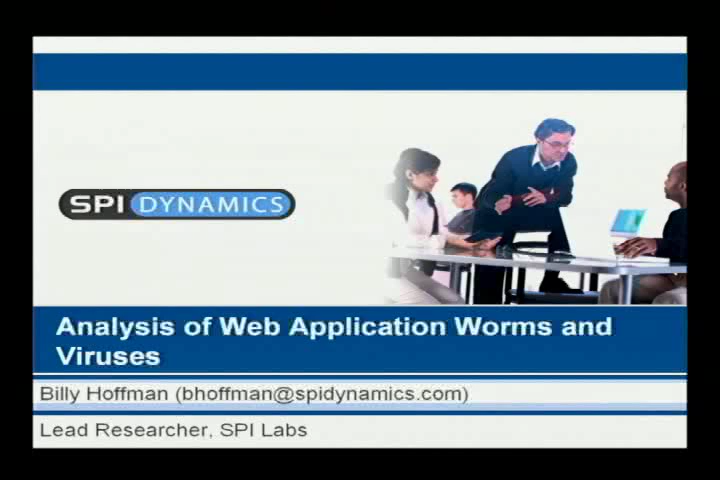 SPI DYNAMICS
Analysis of Web Application Worms and
Viruses
Billy Hoffman (bhoffman@spidynamics.com)
Lead Researcher, SPI Labs